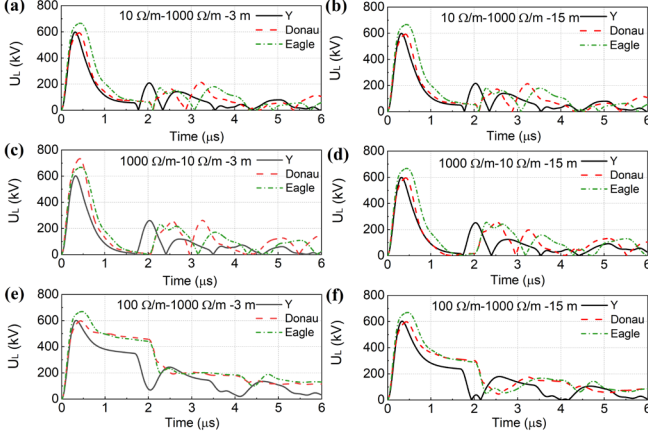 (a)
10 Ω/m-1000 Ω/m -3 m
Y
Donau
Eagle
U_L (kV)
800
600
400
200
0
0 1 2 3 4 5 6
Time (μs)
(b)
10 Ω/m-1000 Ω/m -15 m
Y
Donau
Eagle
U_L (kV)
800
600
400
200
0
0 1 2 3 4 5 6
Time (μs)
(c)
1000 Ω/m-10 Ω/m -3 m
Y
Donau
Eagle
U_L (kV)
800
600
400
200
0
0 1 2 3 4 5 6
Time (μs)
(d)
1000 Ω/m-10 Ω/m -15 m
Y
Donau
Eagle
U_L (kV)
800
600
400
200
0
0 1 2 3 4 5 6
Time (μs)
(e)
100 Ω/m-1000 Ω/m -3 m
Y
Donau
Eagle
U_L (kV)
800
600
400
200
0
0 1 2 3 4 5 6
Time (μs)
(f)
100 Ω/m-1000 Ω/m -15 m
Y
Donau
Eagle
U_L (kV)
800
600
400
200
0
0 1 2 3 4 5 6
Time (μs)